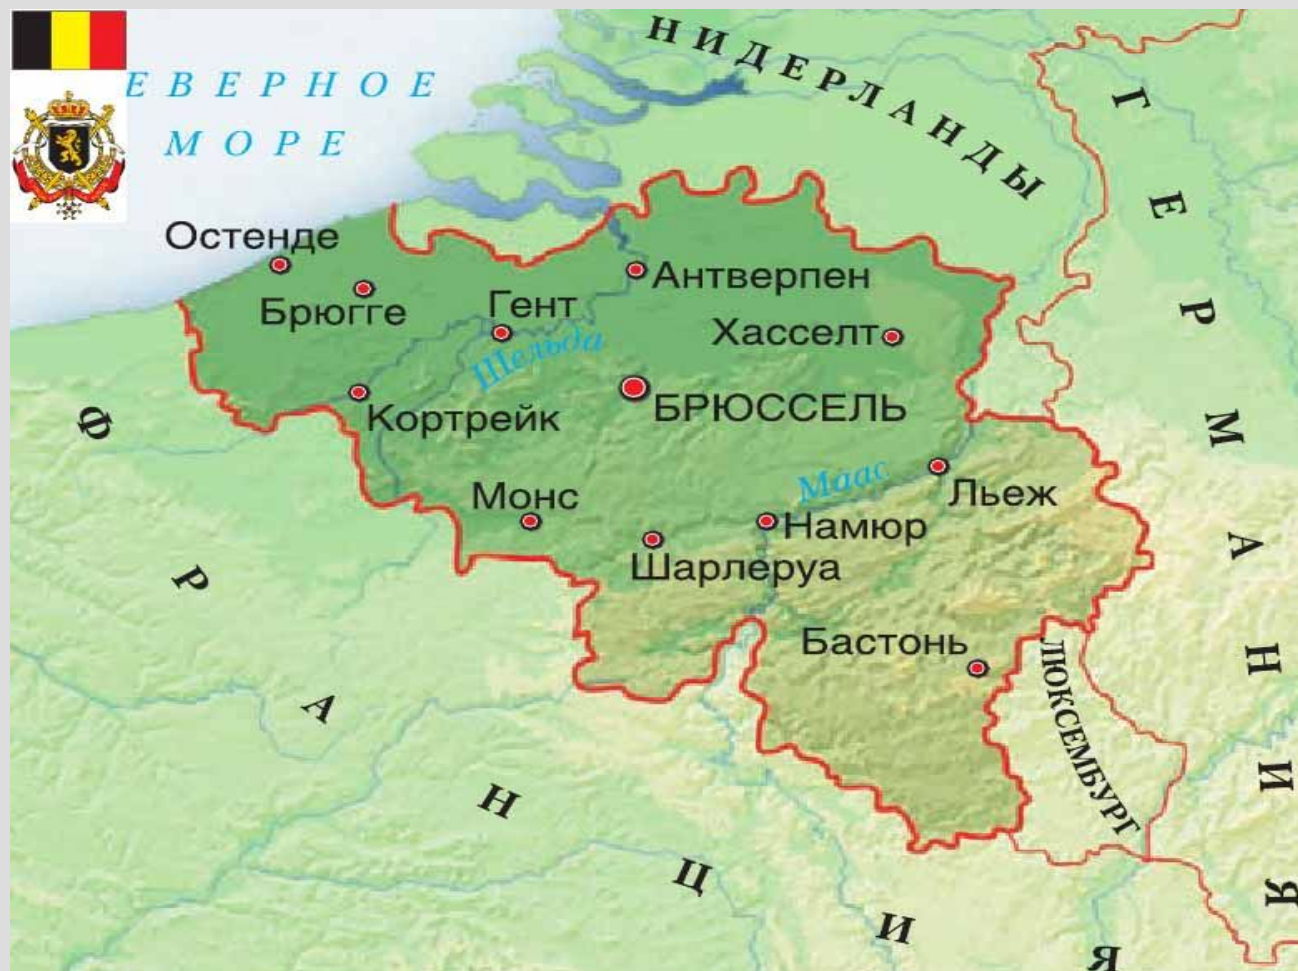 ЕВЕРНОЕ
МОРЕ
НИДЕРЛАНДЫ
ГЕРМАНИЯ
Остенде
Брюгге
Гент
Антверпен
Хасселт
Шельда
БРЮССЕЛЬ
Кортрейк
Маас
Льеж
Монс
Намюр
Шарлеруа
Бастонь
ЛЮКСЕМБУРГ
ФРАНЦИЯ